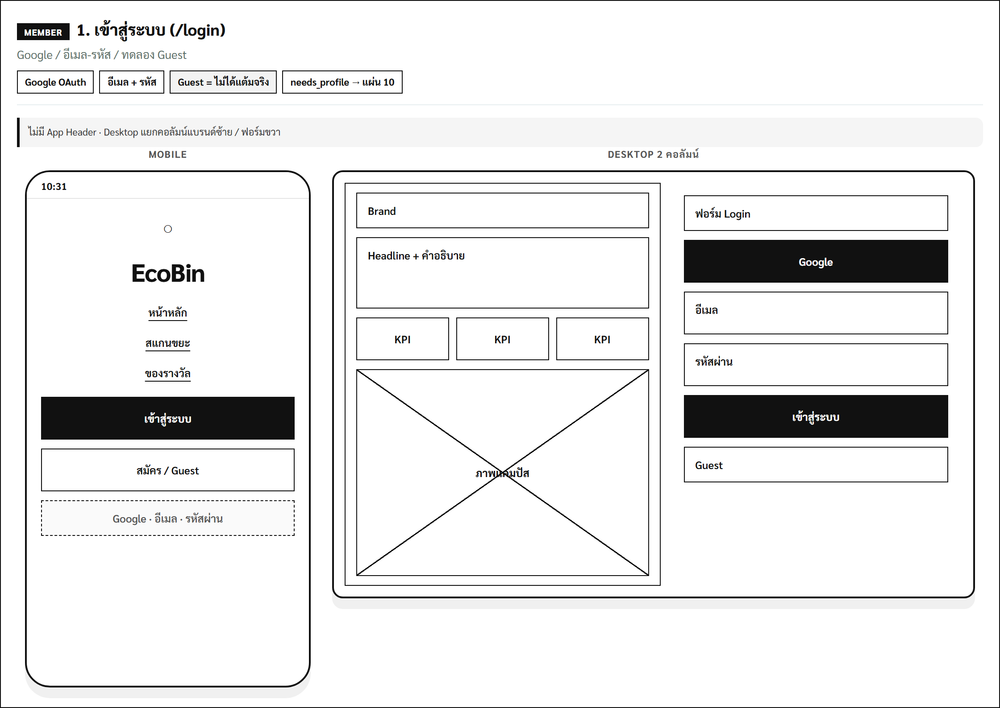 MEMBER 1. เข้าสู่ระบบ (/login)
Google / อีเมล-รหัส / ทดลอง Guest
Google OAuth
อีเมล + รหัส
Guest = ไม่ได้แต้มจริง
needs_profile → แผ่น 10
ไม่มี App Header · Desktop แยกคอลัมน์แบรนด์ซ้าย / ฟอร์มขวา
MOBILE
10:31
EcoBin
หน้าหลัก
สแกนขยะ
ของรางวัล
เข้าสู่ระบบ
สมัคร / Guest
Google · อีเมล · รหัสผ่าน
DESKTOP 2 คอลัมน์
Brand
Headline + คำอธิบาย
KPI
KPI
KPI
ภาพแคมปัส
ฟอร์ม Login
Google
อีเมล
รหัสผ่าน
เข้าสู่ระบบ
Guest